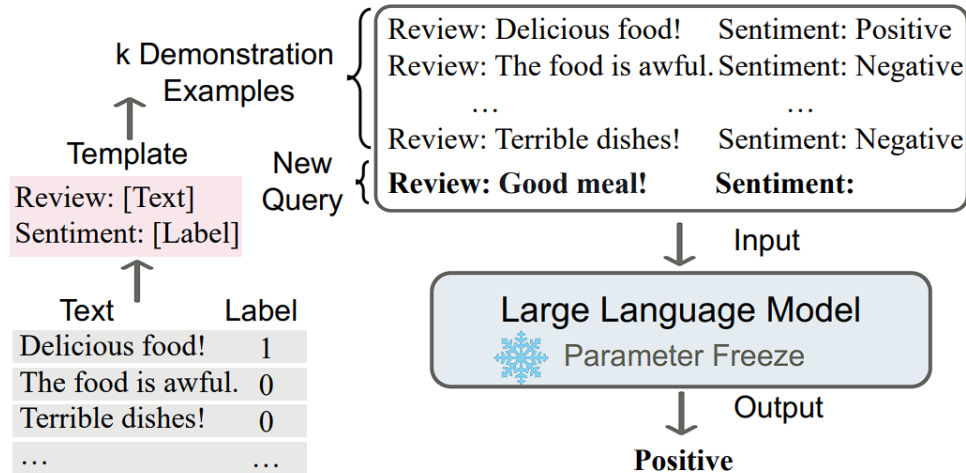 k Demonstration
Examples
Review: Delicious food! Sentiment: Positive
Review: The food is awful. Sentiment: Negative
... ...
Review: Terrible dishes! Sentiment: Negative
New
Query
Review: Good meal! Sentiment:
Template
Review: [Text]
Sentiment: [Label]
Text Label
Delicious food! 1
The food is awful. 0
Terrible dishes! 0
... ...
Input
Large Language Model
Parameter Freeze
Output
Positive